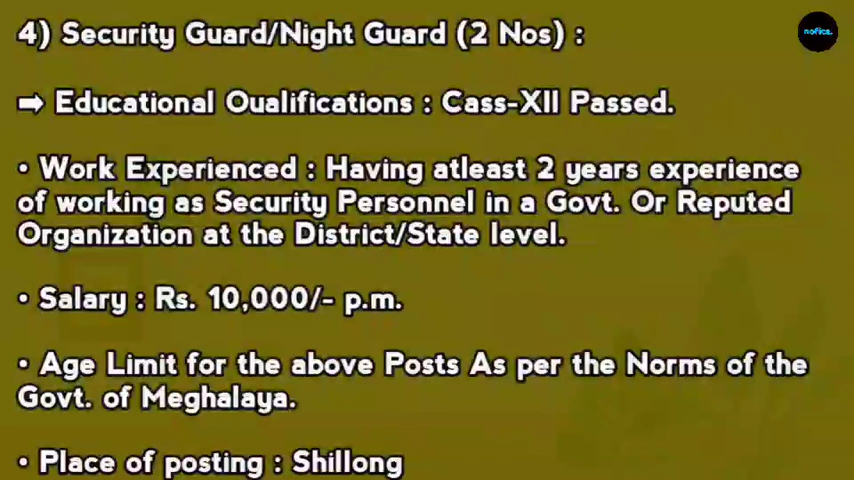 4) Security Guard/Night Guard (2 Nos) :
nofics.
➡ Educational Oualifications : Cass-XII Passed.
• Work Experienced : Having atleast 2 years experience
of working as Security Personnel in a Govt. Or Reputed
Organization at the District/State level.
• Salary : Rs. 10,000/- p.m.
• Age Limit for the above Posts As per the Norms of the
Govt. of Meghalaya.
• Place of posting : Shillong